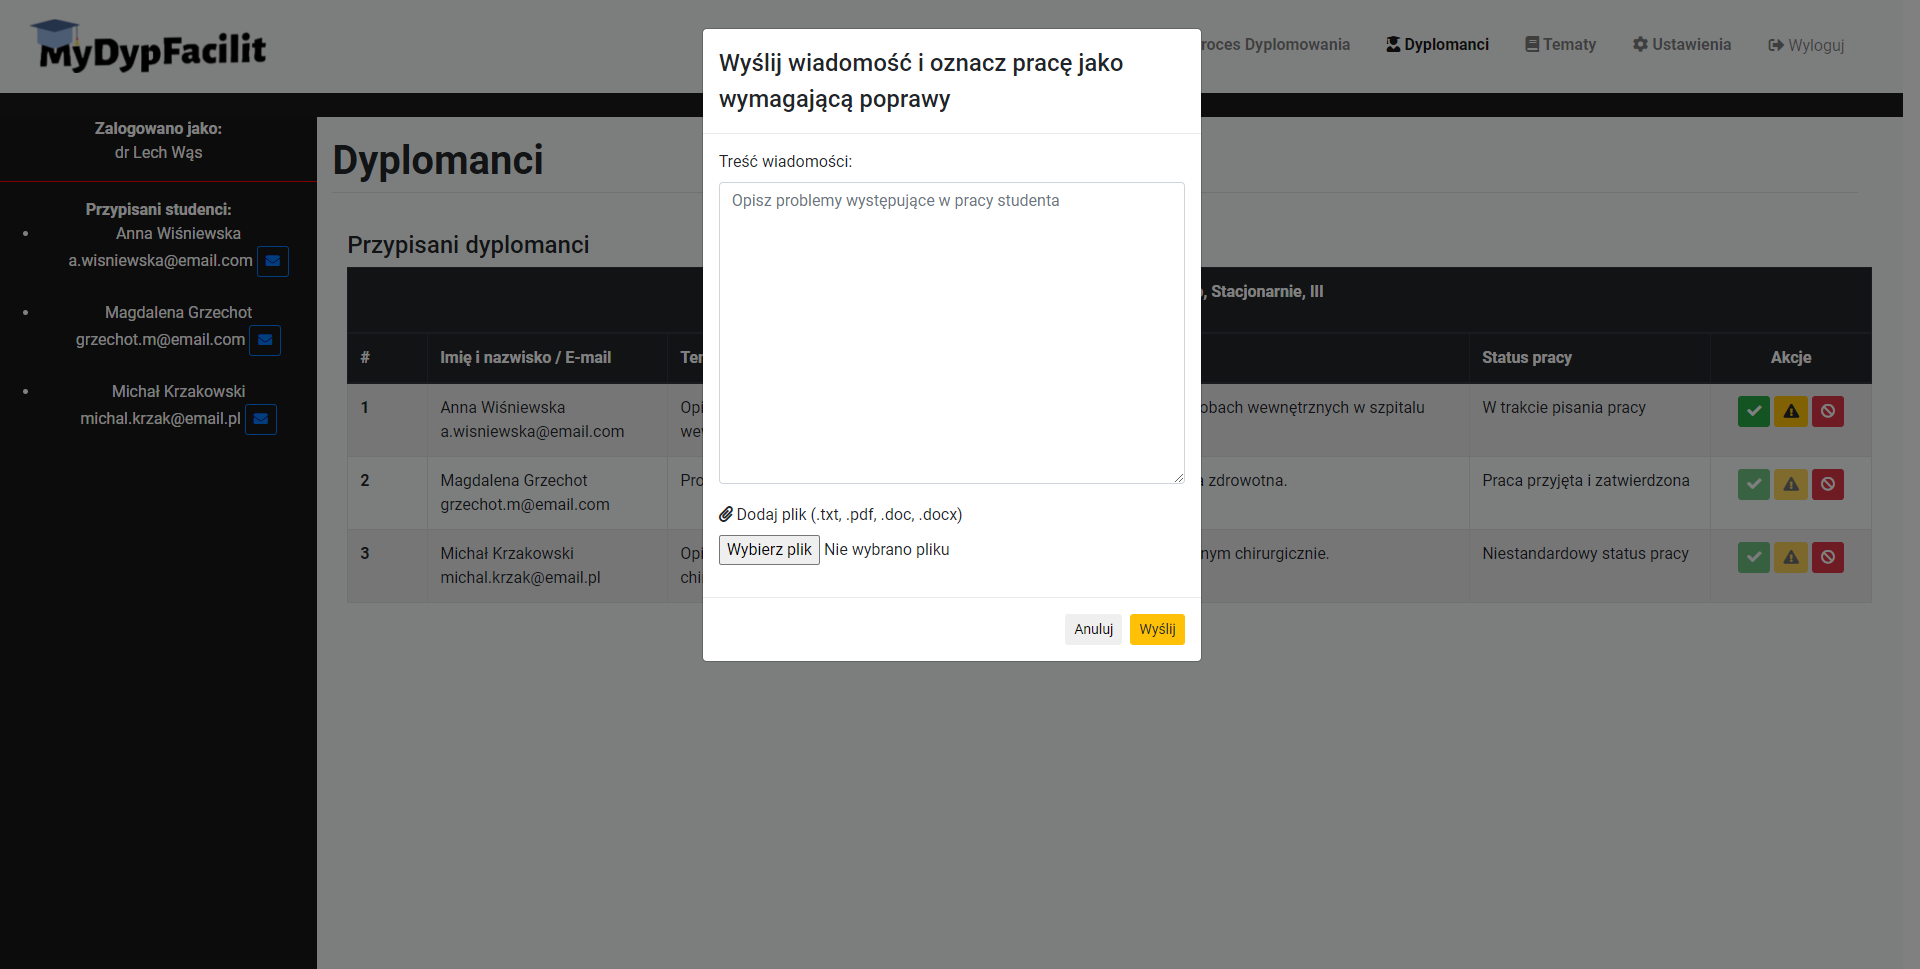 MyDypFacilit
Dyplomowania
Dyplomanci
Tematy
Ustawienia
Wyloguj
Zalogowano jako:
dr Lech Wąs
Przypisani studenci:
Anna Wiśniewska
a.wisniewska@email.com
Magdalena Grzechot
grzechot.m@email.com
Michał Krzakowski
michal.krzak@email.pl
Dyplomanci
Przypisani dyplomanci
Stacjonarnie, III
#
Imię i nazwisko / E-mail
Status pracy
Akcje
1
Anna Wiśniewska
a.wisniewska@email.com
wewnętrznych w szpitalu
W trakcie pisania pracy
2
Magdalena Grzechot
grzechot.m@email.com
zdrowotna.
Praca przyjęta i zatwierdzona
3
Michał Krzakowski
michal.krzak@email.pl
chirurgicznie.
Niestandardowy status pracy
Wyślij wiadomość i oznacz pracę jako
wymagającą poprawy
Treść wiadomości:
Opisz problemy występujące w pracy studenta
Dodaj plik (.txt, .pdf, .doc, .docx)
Wybierz plik Nie wybrano pliku
Anuluj
Wyślij